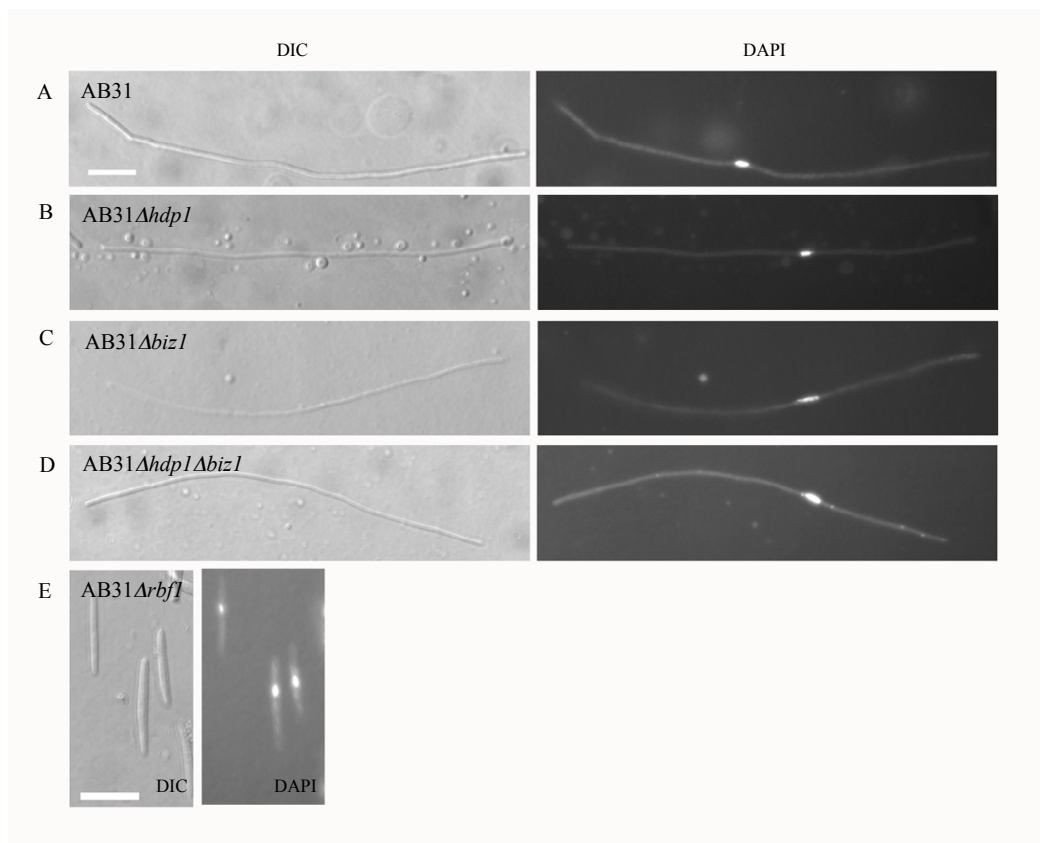 DIC DAPI
A AB31
B AB31Δhdp1
C AB31Δbiz1
D AB31Δhdp1Δbiz1
E AB31Δrbf1
DIC DAPI